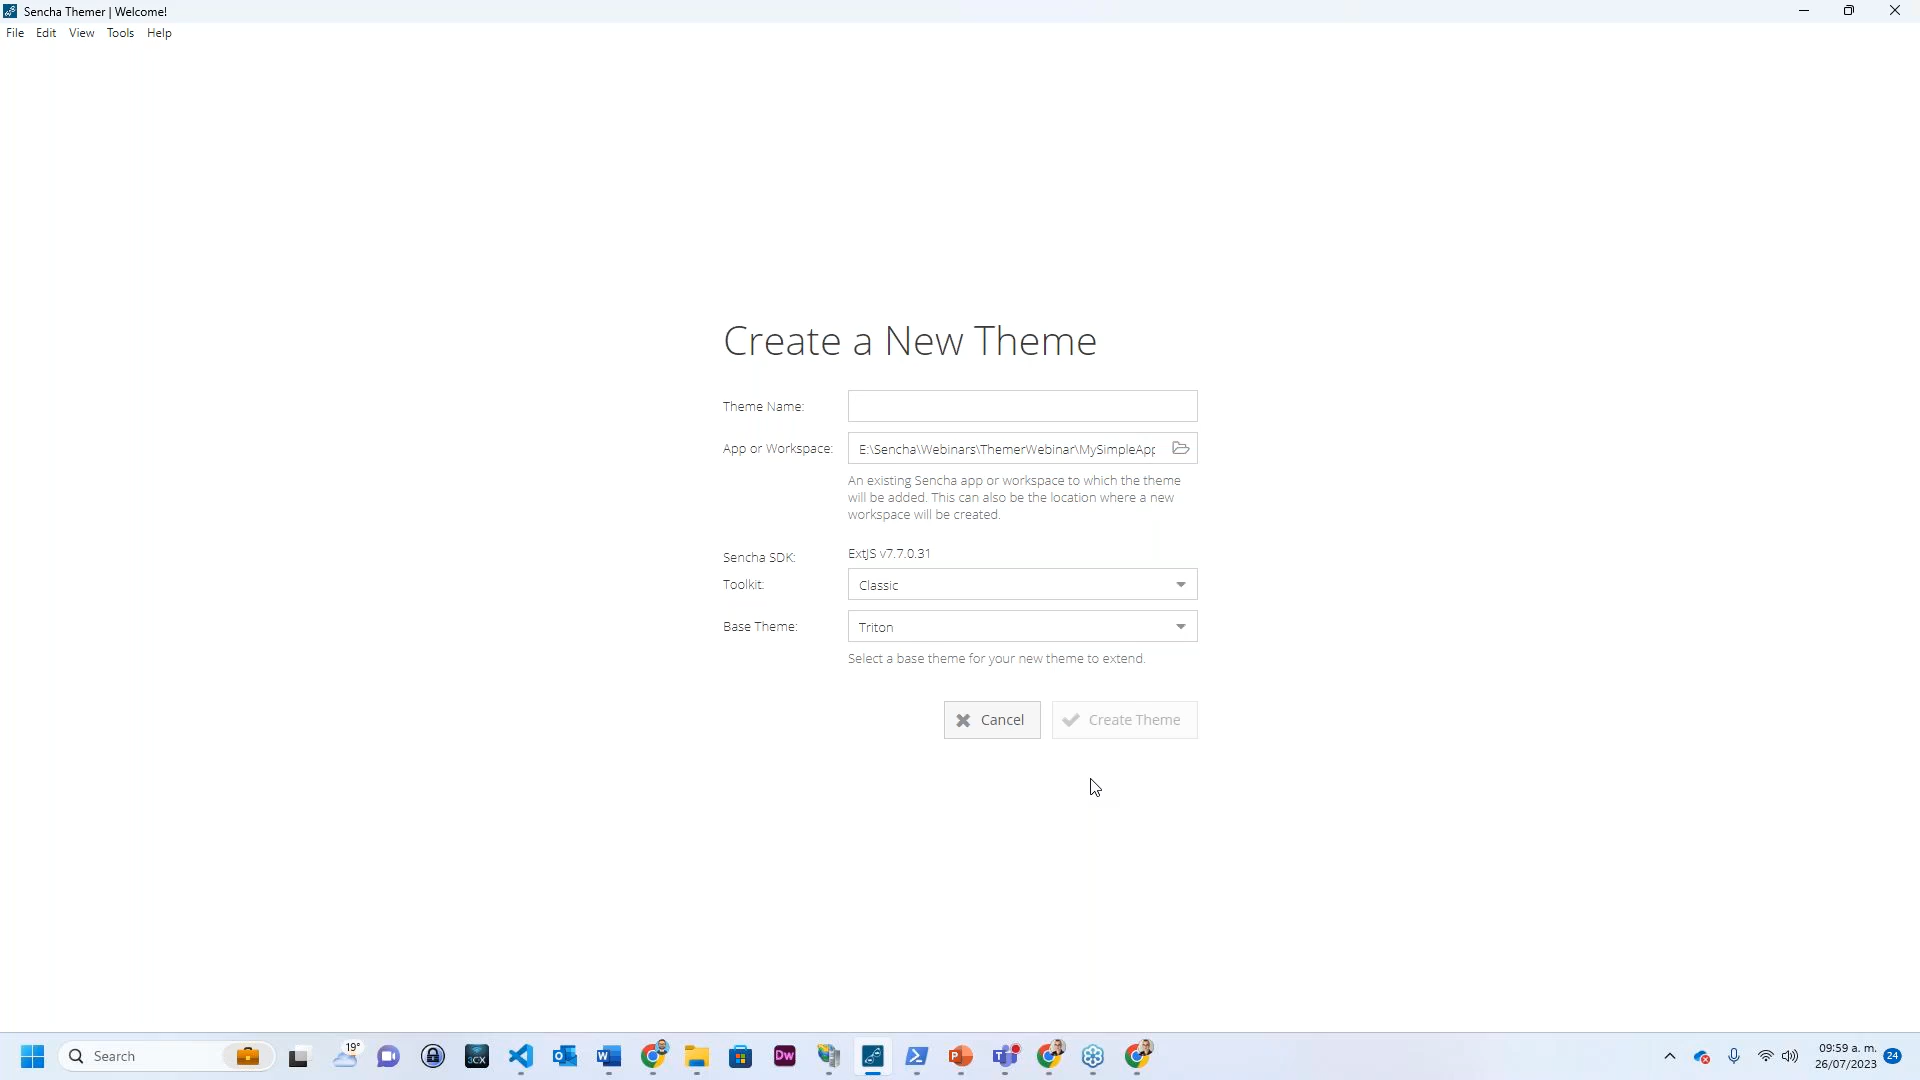 Sencha Themer | Welcome!
File Edit View Tools Help
Create a New Theme
Theme Name:
App or Workspace: E:\Sencha\Webinars\ThemerWebinar\MySimpleApp
An existing Sencha app or workspace to which the theme
will be added. This can also be the location where a new
workspace will be created.
Sencha SDK: ExtJS v7.7.0.31
Toolkit: Classic
Base Theme: Triton
Select a base theme for your new theme to extend.
Cancel Create Theme
Search 19° 3CX Dw 09:59 a. m. 24
26/07/2023